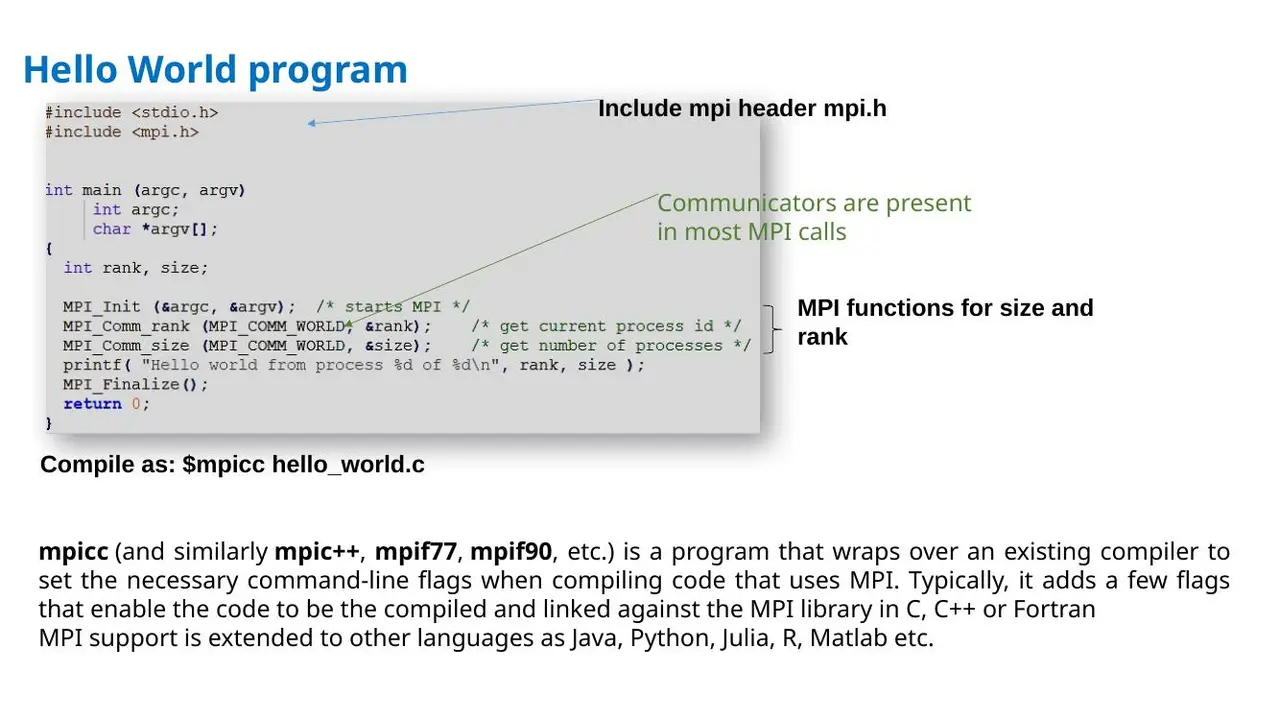 Hello World program
#include <stdio.h>
#include <mpi.h>
Include mpi header mpi.h
int main (argc, argv)
int argc;
char *argv[];
{
int rank, size;
Communicators are present
in most MPI calls
MPI_Init (&argc, &argv);  /* starts MPI */
MPI_Comm_rank (MPI_COMM_WORLD, &rank);    /* get current process id */
MPI_Comm_size (MPI_COMM_WORLD, &size);    /* get number of processes */
printf( "Hello world from process %d of %d\n", rank, size );
MPI_Finalize();
return 0;
}
MPI functions for size and
rank
Compile as: $mpicc hello_world.c
mpicc (and similarly mpic++, mpif77, mpif90, etc.) is a program that wraps over an existing compiler to
set the necessary command-line flags when compiling code that uses MPI. Typically, it adds a few flags
that enable the code to be the compiled and linked against the MPI library in C, C++ or Fortran
MPI support is extended to other languages as Java, Python, Julia, R, Matlab etc.